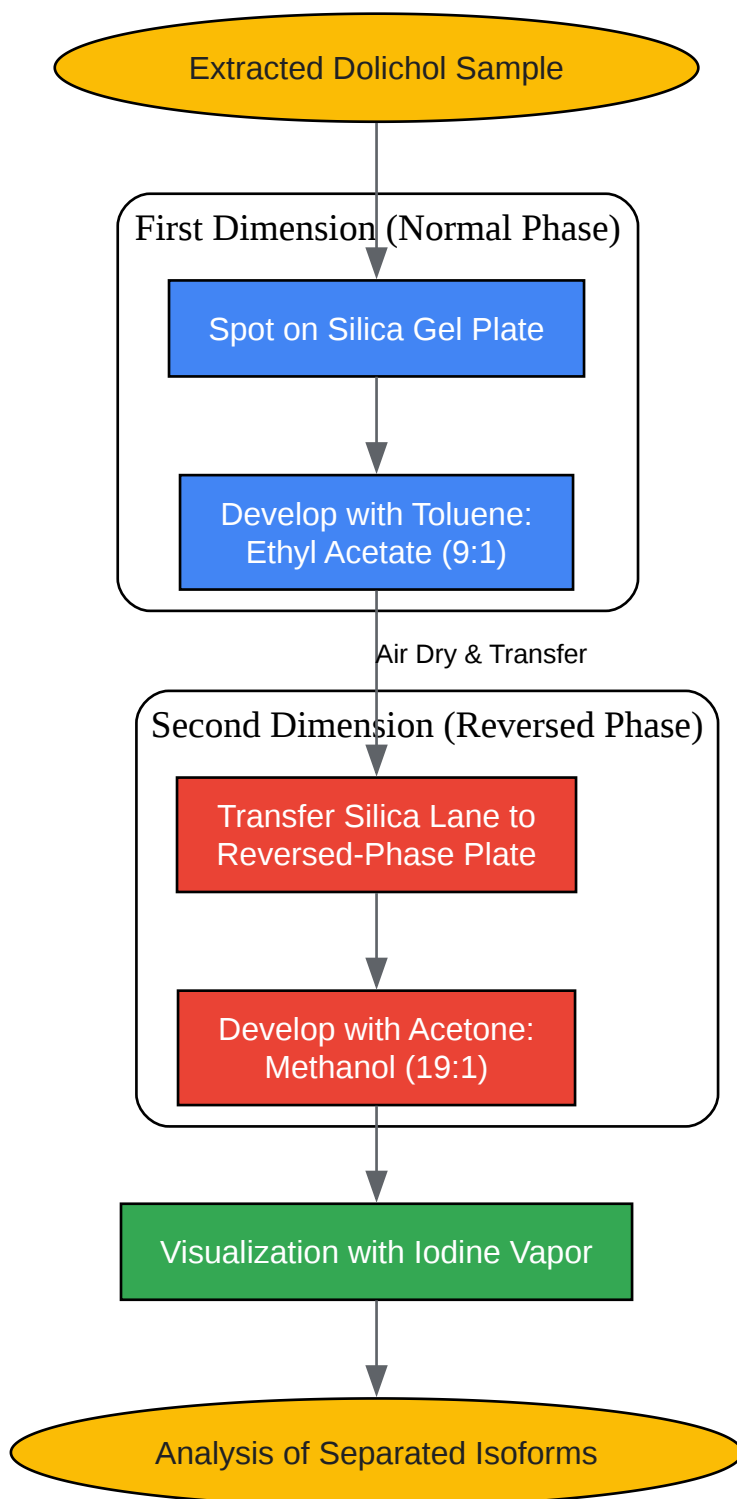 Extracted Dolichol Sample
First Dimension (Normal Phase)
Spot on Silica Gel Plate
Develop with Toluene:
Ethyl Acetate (9:1)
Air Dry & Transfer
Second Dimension (Reversed Phase)
Transfer Silica Lane to
Reversed-Phase Plate
Develop with Acetone:
Methanol (19:1)
Visualization with Iodine Vapor
Analysis of Separated Isoforms